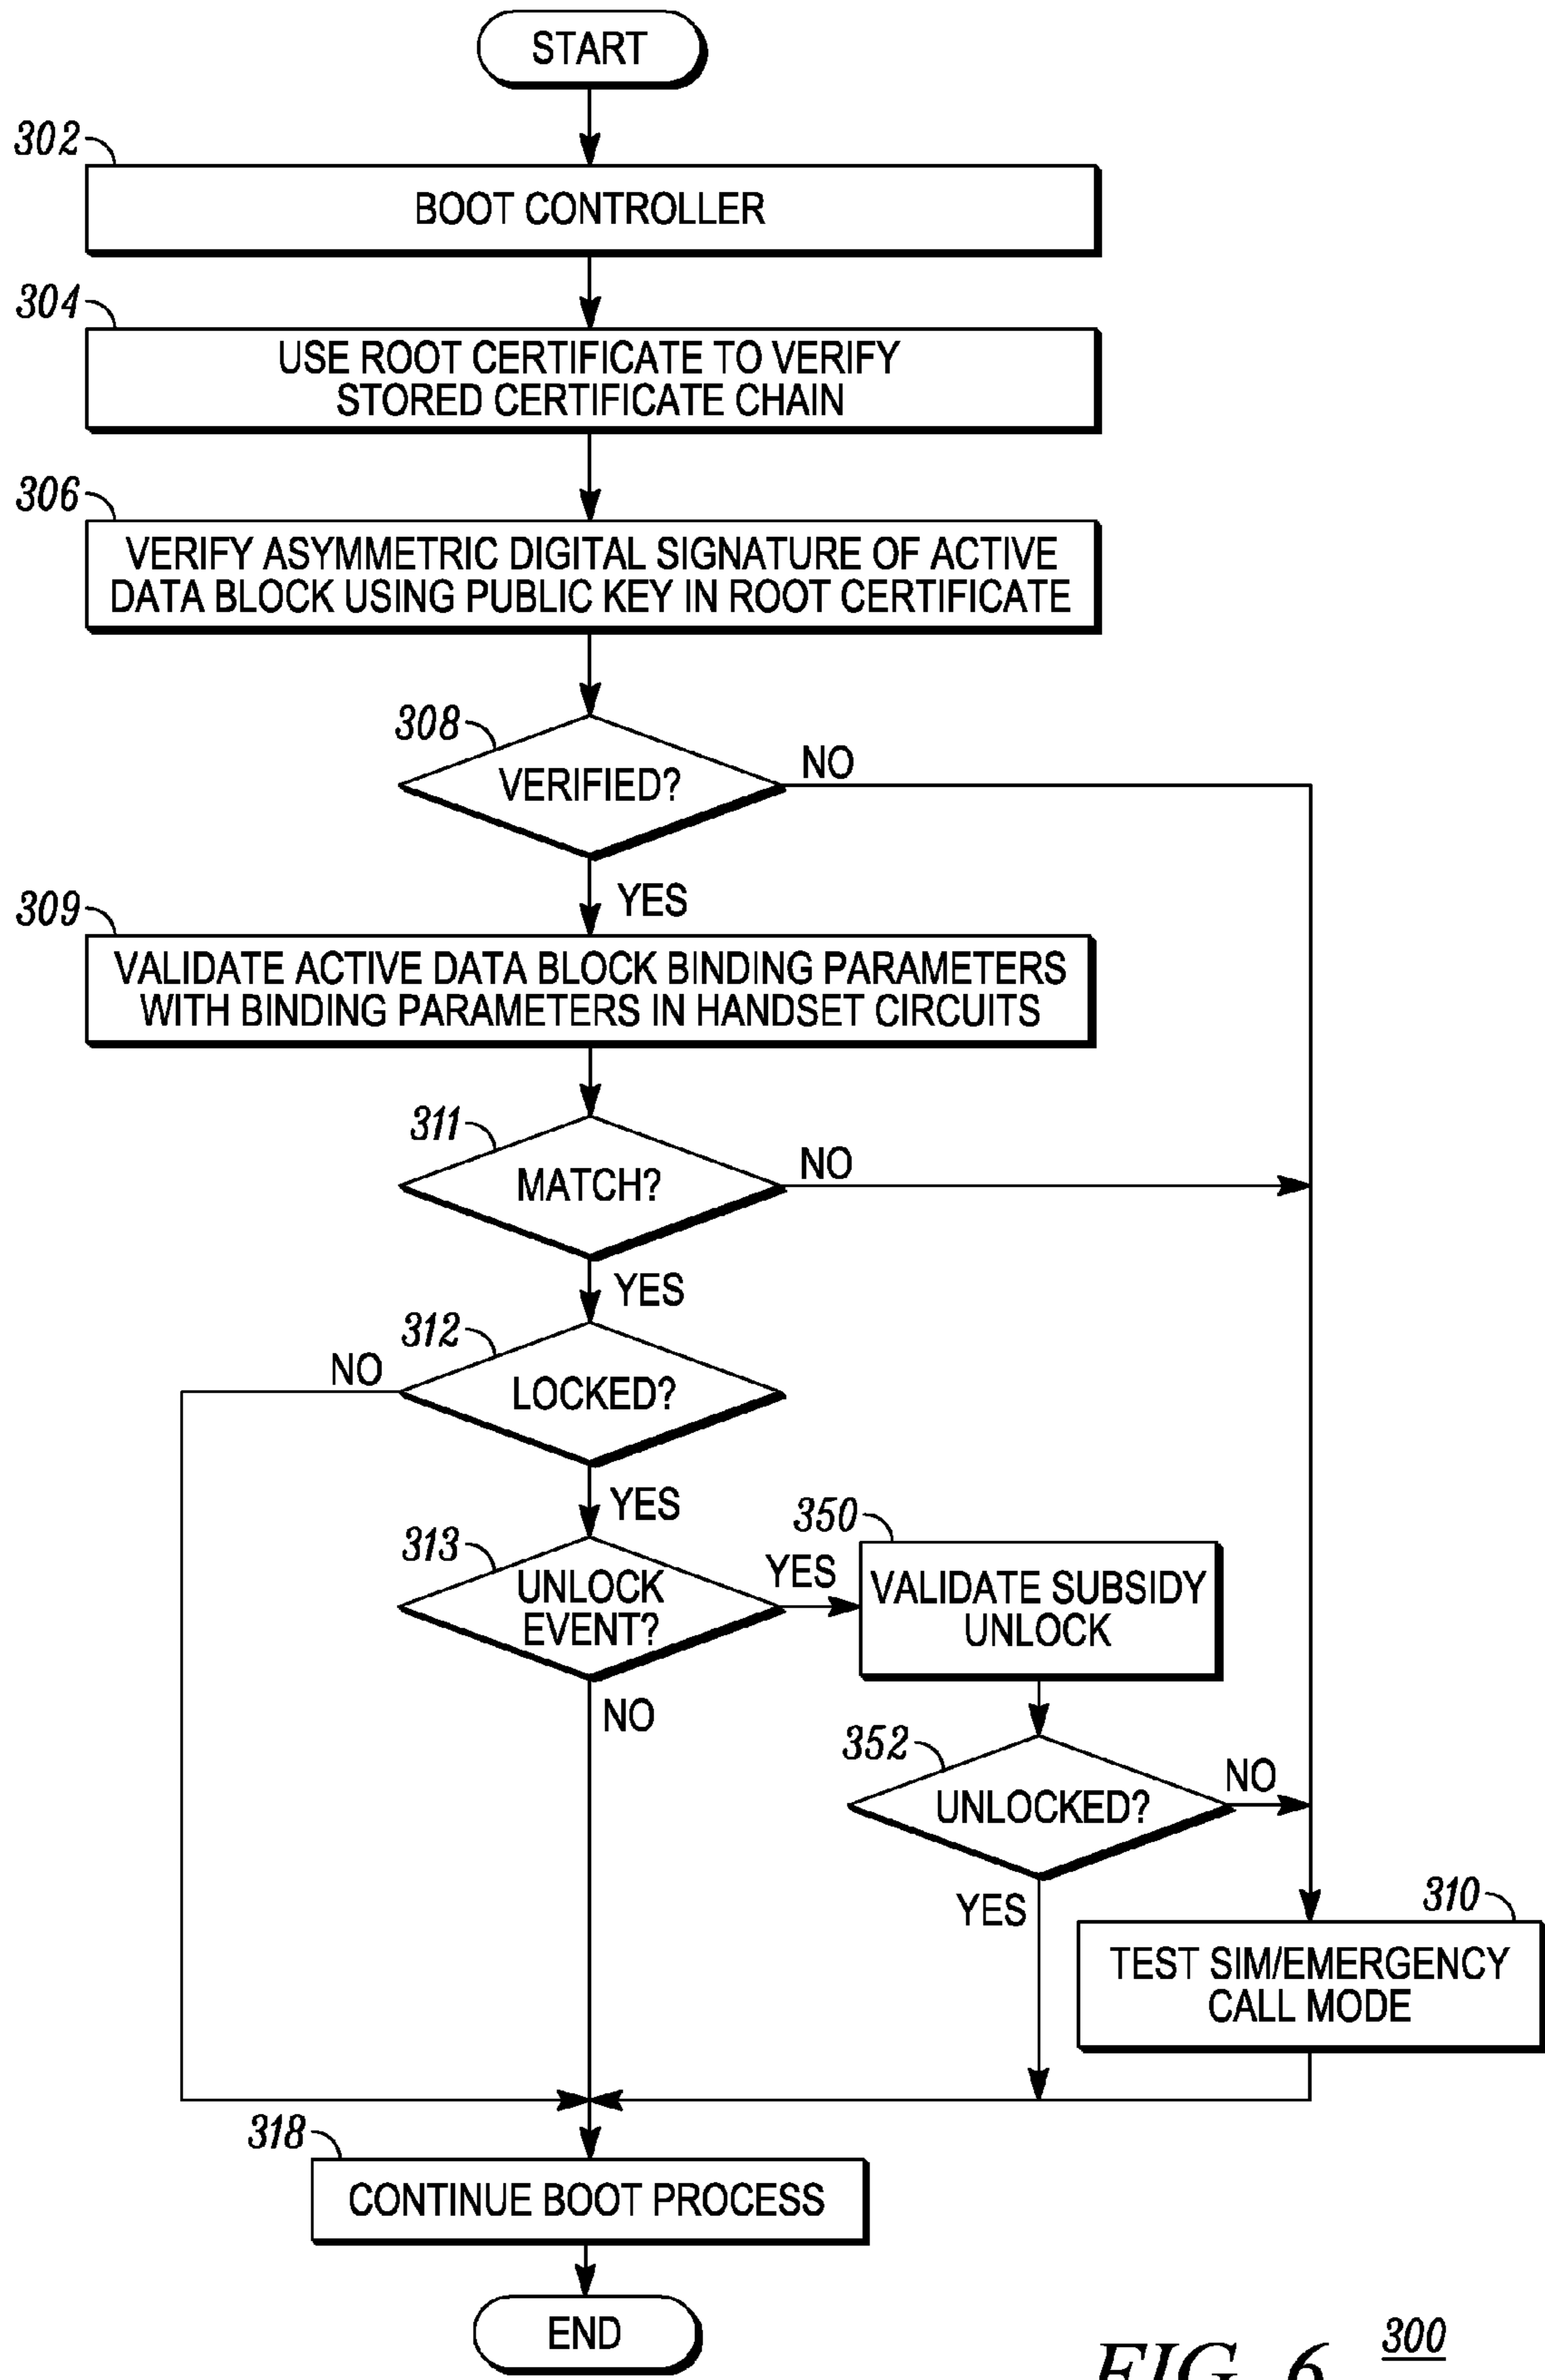 START
302
BOOT CONTROLLER
304
USE ROOT CERTIFICATE TO VERIFY
STORED CERTIFICATE CHAIN
306
VERIFY ASYMMETRIC DIGITAL SIGNATURE OF ACTIVE
DATA BLOCK USING PUBLIC KEY IN ROOT CERTIFICATE
308
VERIFIED?
NO
YES
309
VALIDATE ACTIVE DATA BLOCK BINDING PARAMETERS
WITH BINDING PARAMETERS IN HANDSET CIRCUITS
311
MATCH?
NO
YES
312
LOCKED?
NO
YES
313
UNLOCK
EVENT?
YES
NO
350
VALIDATE SUBSIDY
UNLOCK
352
UNLOCKED?
NO
YES
310
TEST SIM/EMERGENCY
CALL MODE
318
CONTINUE BOOT PROCESS
END
FIG. 6
300